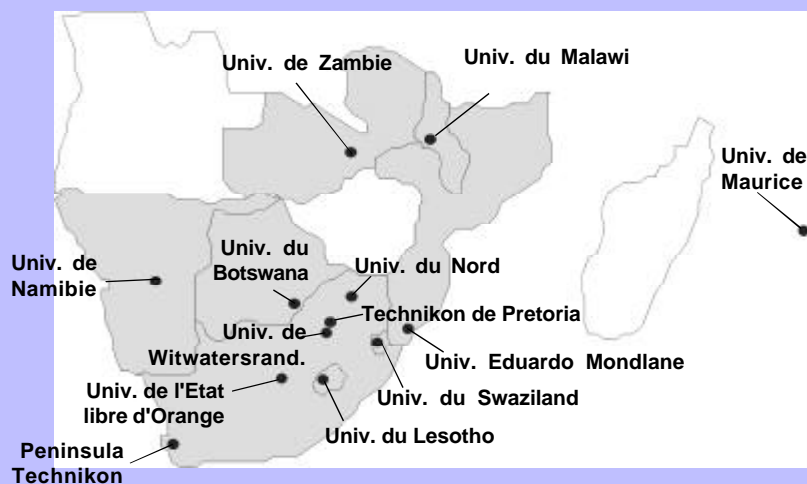 Univ. du Malawi
Univ. de Zambie
Univ. de
Maurice
Univ. du
Botswana
Univ. du Nord
Univ. de
Namibie
Technikon de Pretoria
Univ. de
Witwatersrand.
Univ. Eduardo Mondlane
Univ. de l'Etat
libre d'Orange
Univ. du Swaziland
Univ. du Lesotho
Peninsula
Technikon